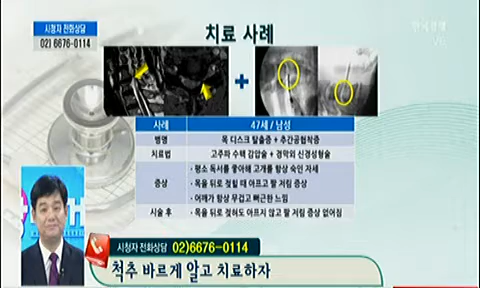 시청자 전화상담
02) 6676-0114
치료 사례
한국경제
사례 47세 / 남성
병명 목 디스크 탈출증 + 추간공협착증
치료법 고주파 수핵 감압술 + 경막외 신경성형술
증상 · 평소 독서를 좋아해 고개를 항상 숙인 자세
· 목을 뒤로 젖힐 때 아프고 팔 저림 증상
· 어깨가 항상 무겁고 뻐근한 느낌
시술 후 · 목을 뒤로 젖혀도 아프지 않고 팔 저림 증상 없어짐
시청자 전화상담 02)6676-0114
척추 바르게 알고 치료하자